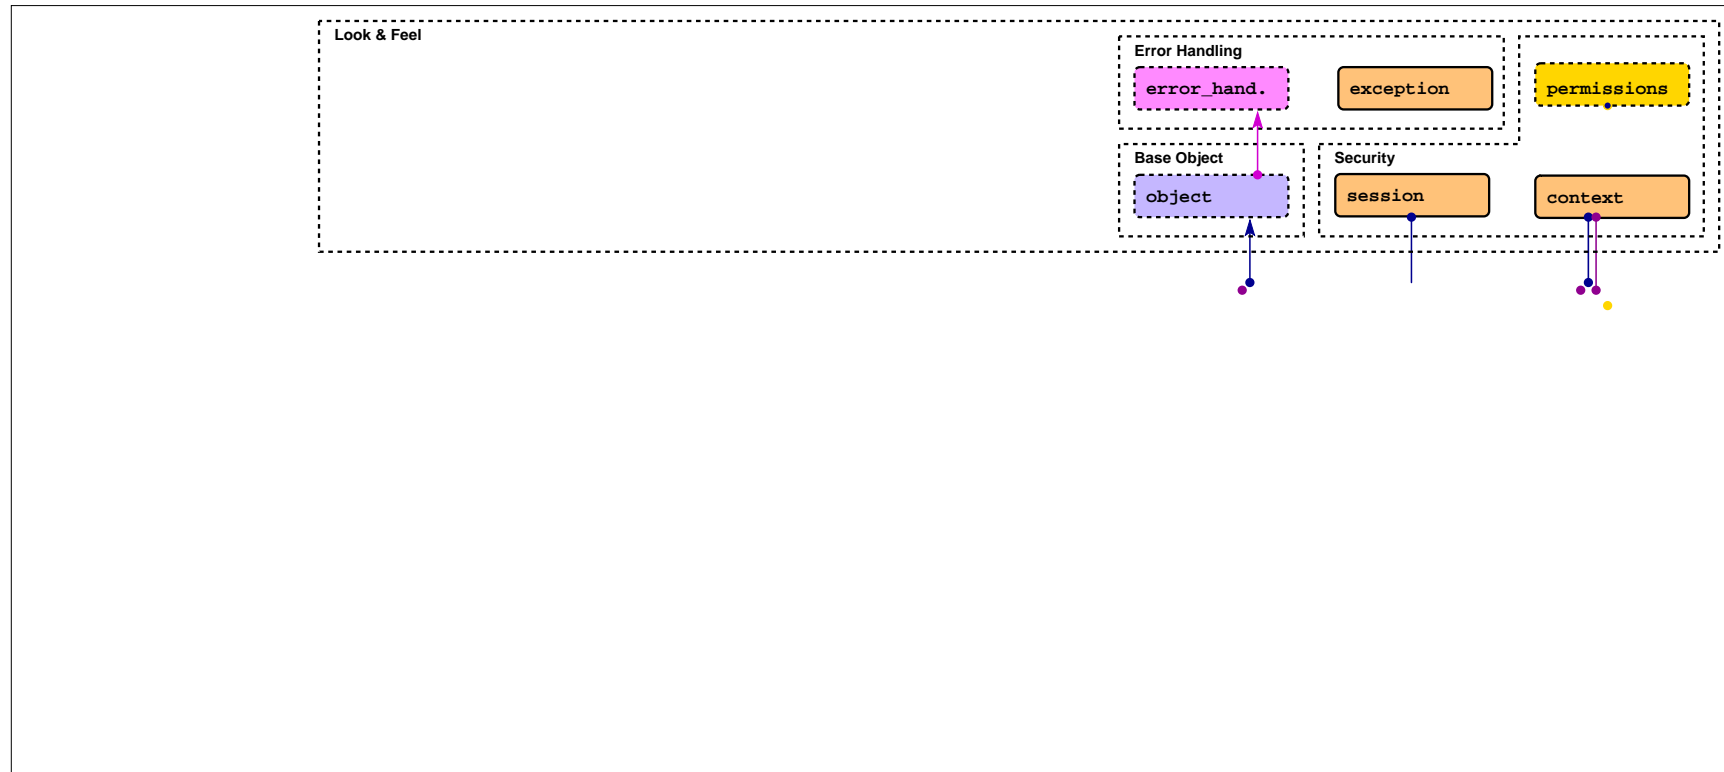 Look & Feel
Error Handling
error_hand.
exception
permissions
Base Object
Security
object
session
context